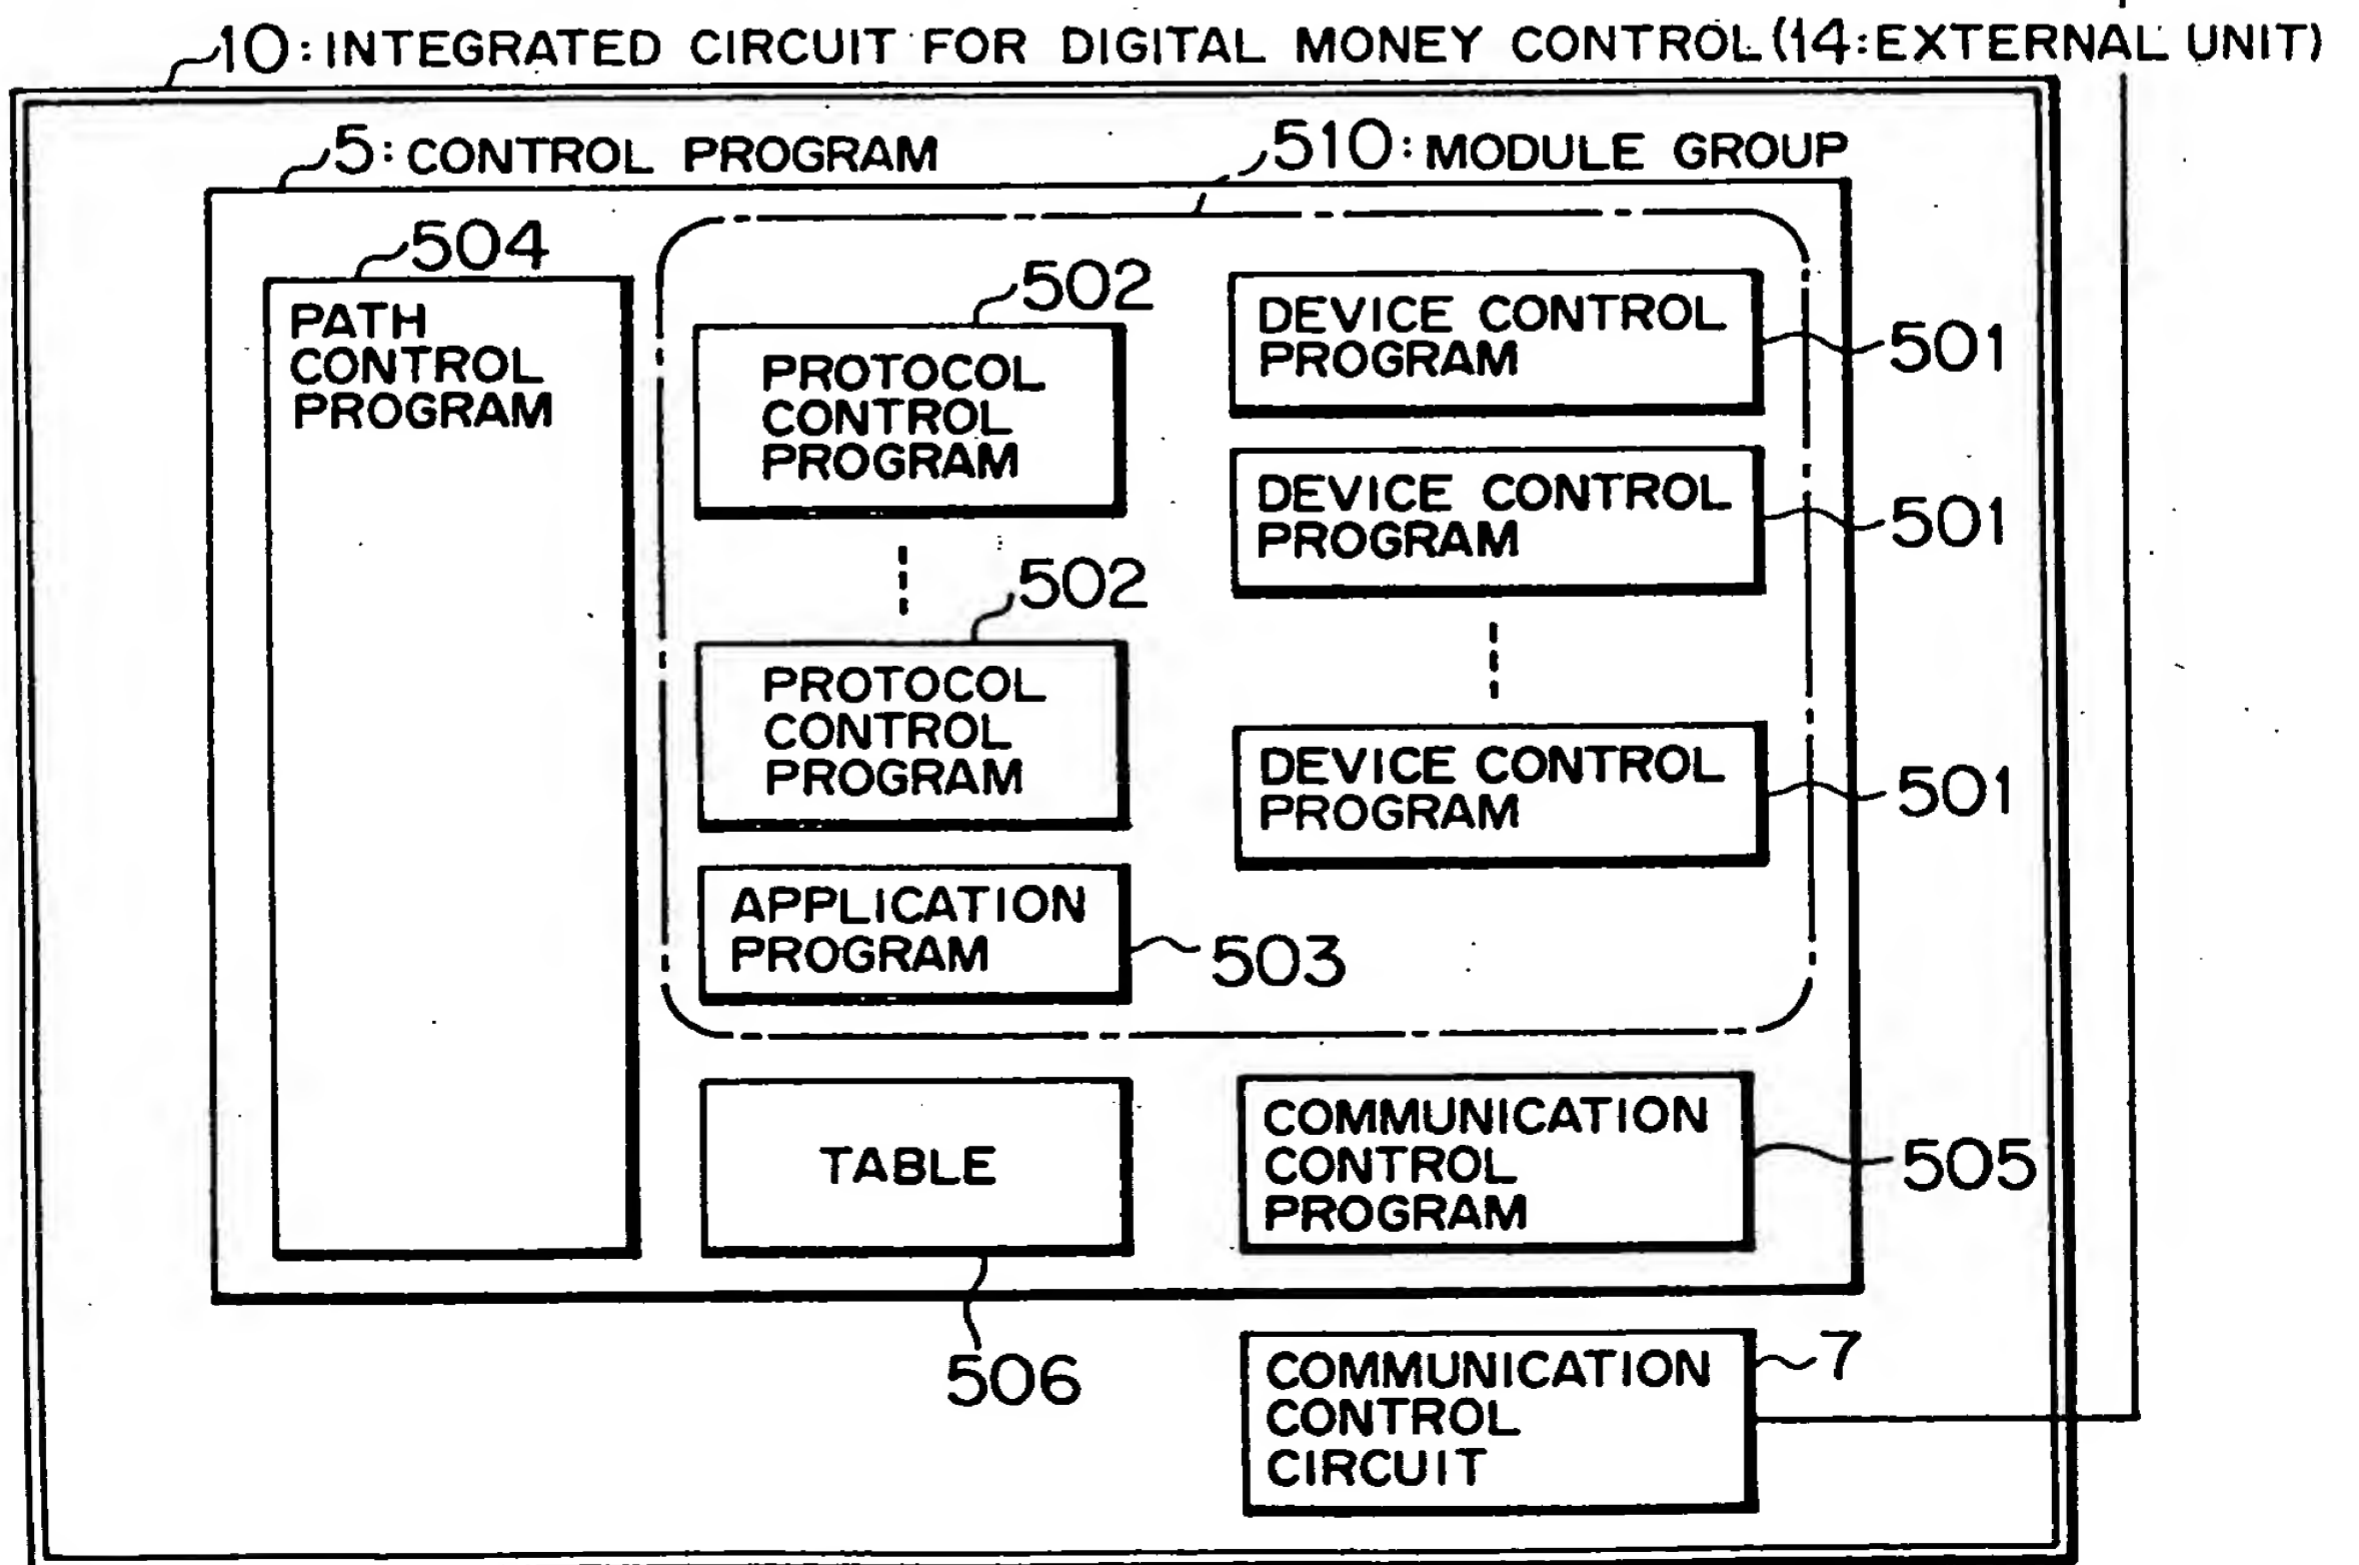 10: INTEGRATED CIRCUIT FOR DIGITAL MONEY CONTROL (14: EXTERNAL UNIT)
5: CONTROL PROGRAM
510: MODULE GROUP
504
PATH
CONTROL
PROGRAM
502
PROTOCOL
CONTROL
PROGRAM
DEVICE CONTROL
PROGRAM
501
DEVICE CONTROL
PROGRAM
501
502
PROTOCOL
CONTROL
PROGRAM
DEVICE CONTROL
PROGRAM
501
APPLICATION
PROGRAM
503
TABLE
506
COMMUNICATION
CONTROL
PROGRAM
505
COMMUNICATION
CONTROL
CIRCUIT
7